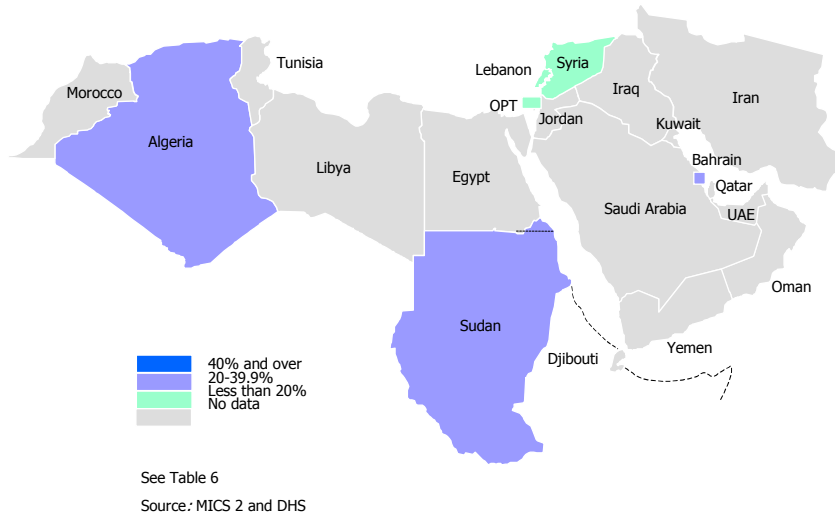 Tunisia
Lebanon
Syria
Morocco
Iraq
Iran
OPT
Jordan
Kuwait
Algeria
Bahrain
Libya
Egypt
Qatar
Saudi Arabia
UAE
Oman
Sudan
Yemen
Djibouti
40% and over
20-39.9%
Less than 20%
No data
See Table 6
Source: MICS 2 and DHS